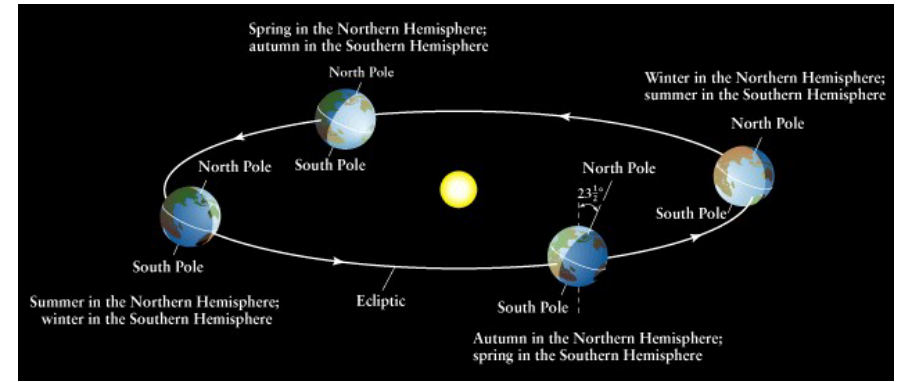 Spring in the Northern Hemisphere;
autumn in the Southern Hemisphere
North Pole
South Pole
Winter in the Northern Hemisphere;
summer in the Southern Hemisphere
North Pole
South Pole
North Pole
South Pole
Summer in the Northern Hemisphere;
winter in the Southern Hemisphere
Ecliptic
North Pole
23½°
South Pole
Autumn in the Northern Hemisphere;
spring in the Southern Hemisphere